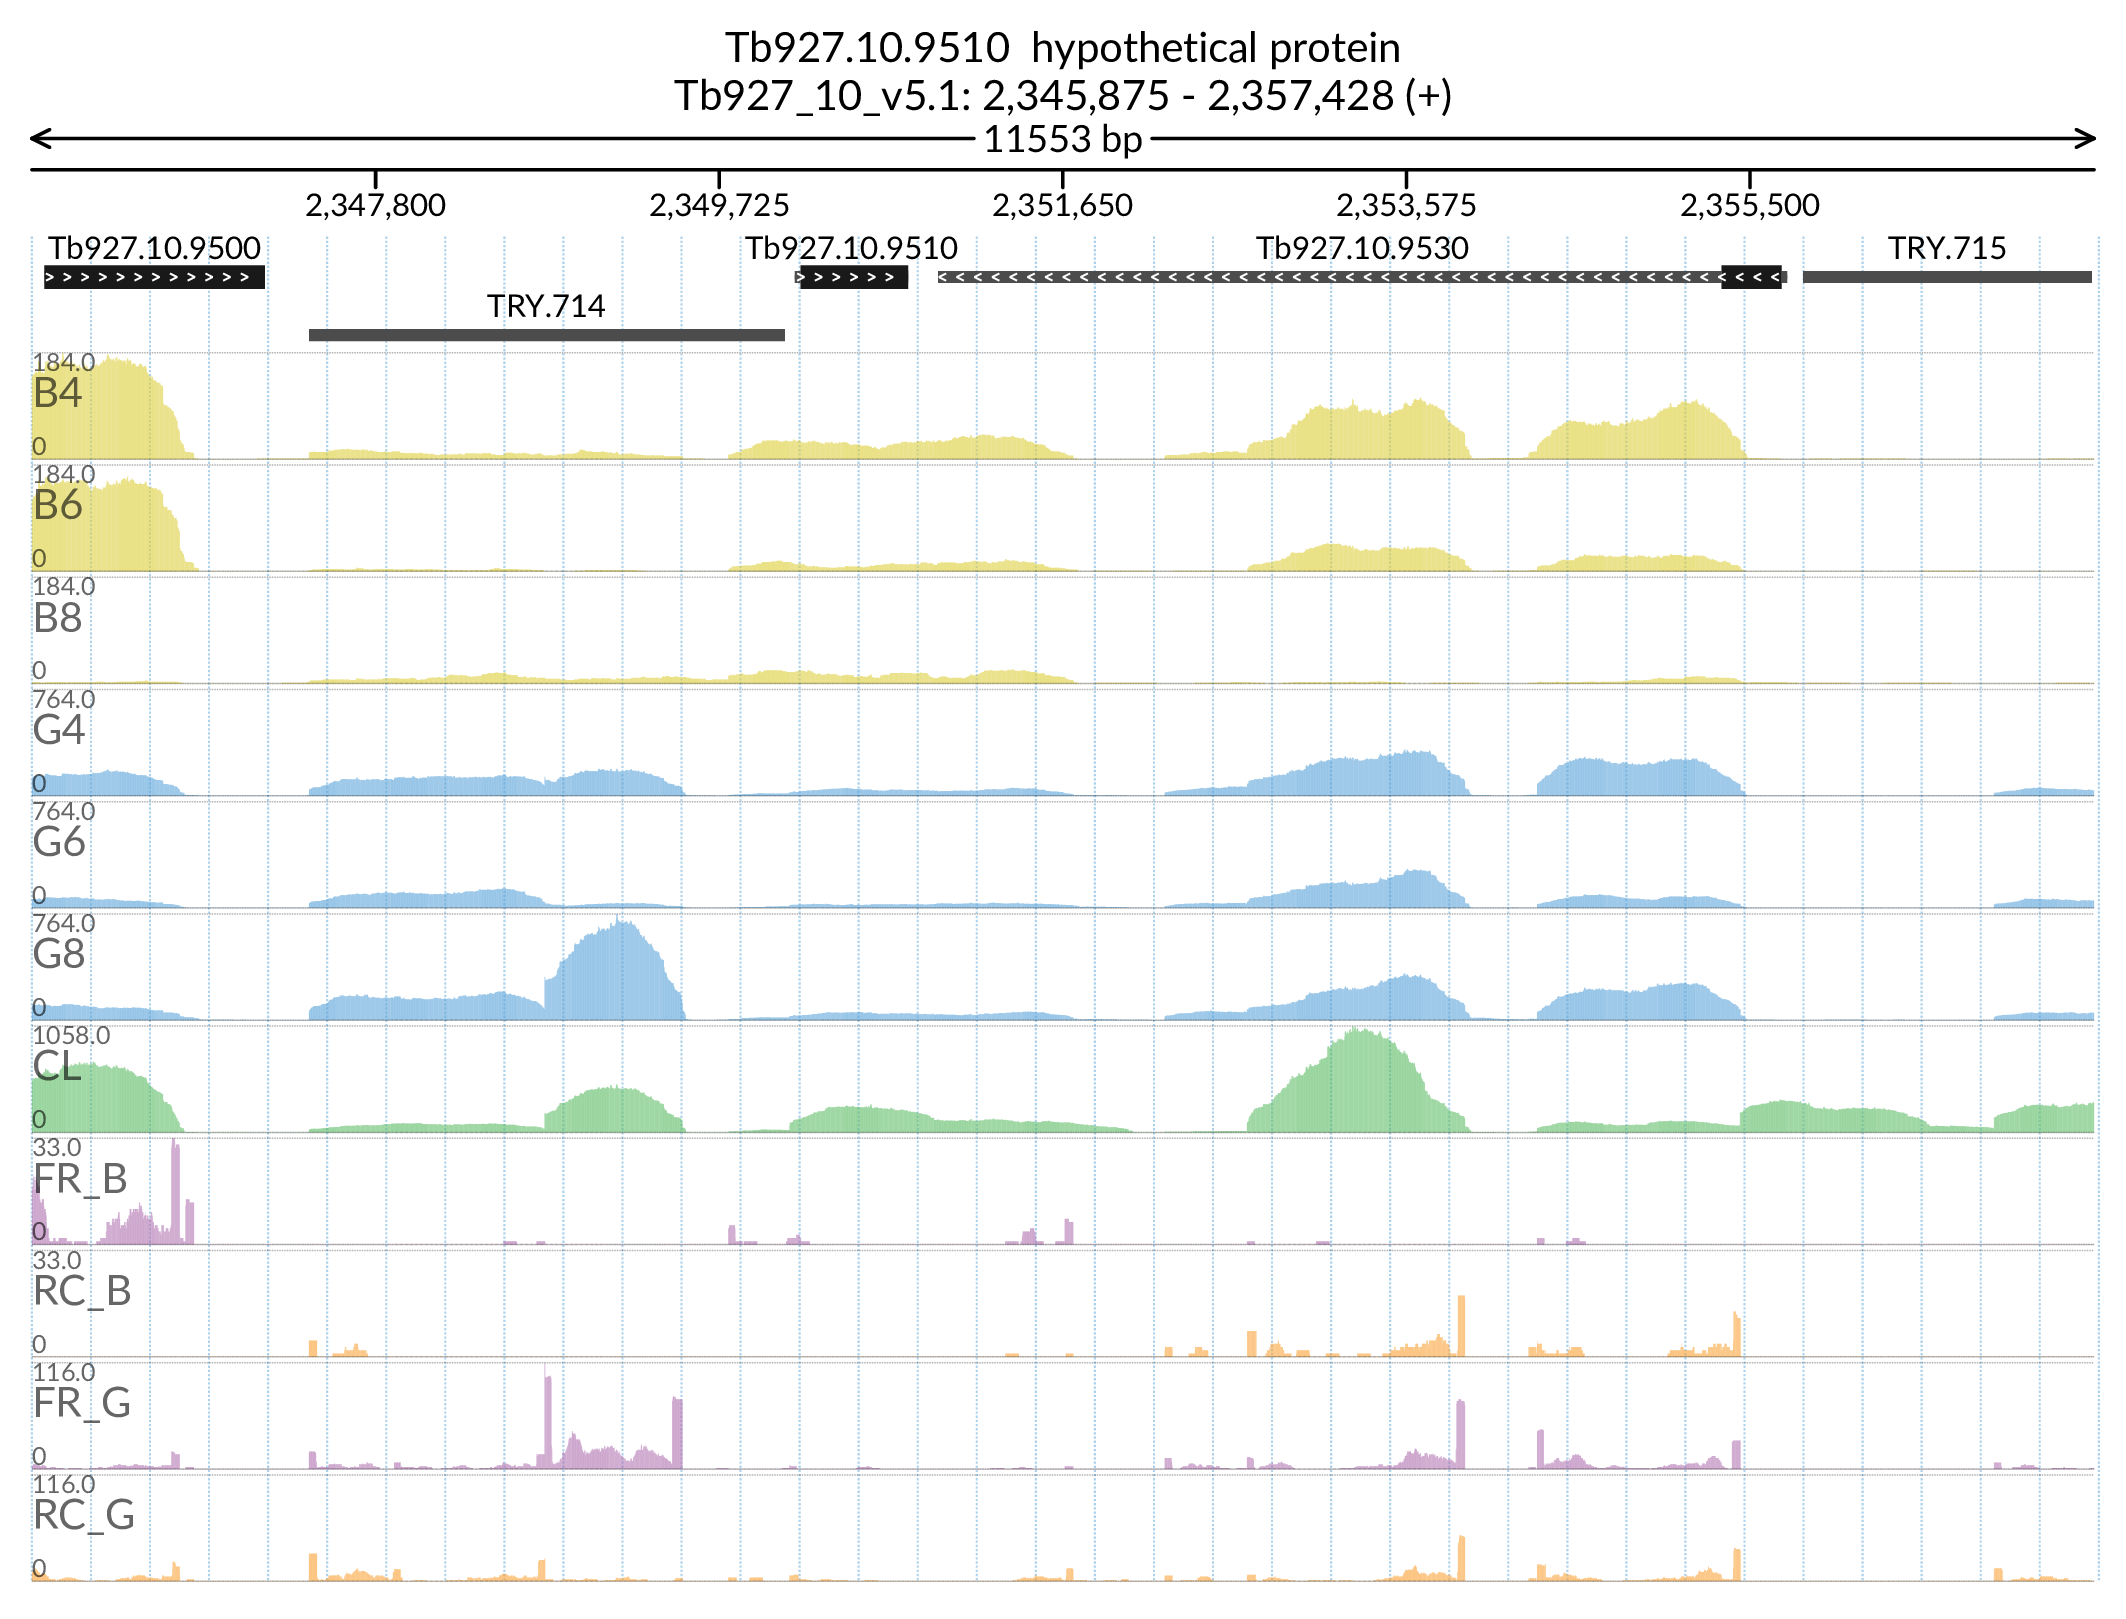 Tb927.10.9510  hypothetical protein
Tb927_10_v5.1: 2,345,875 - 2,357,428 (+)
11553 bp
2,347,800 2,349,725 2,351,650 2,353,575 2,355,500
Tb927.10.9500 Tb927.10.9510 Tb927.10.9530 TRY.715
TRY.714
184.0
B4
0
184.0
B6
0
184.0
B8
0
764.0
G4
0
764.0
G6
0
764.0
G8
0
1058.0
CL
0
33.0
FR_B
0
33.0
RC_B
0
116.0
FR_G
0
116.0
RC_G
0